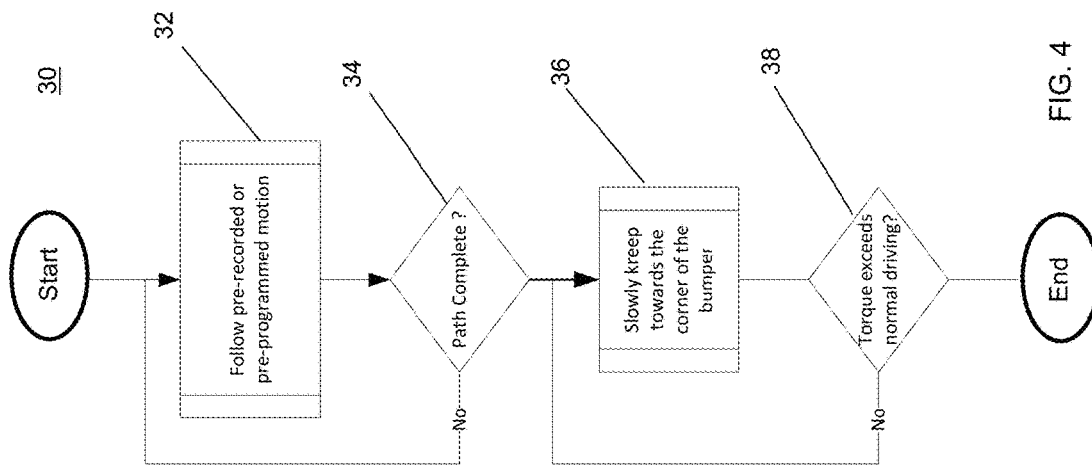 30
Start
32
Follow pre-recorded or
pre-programmed motion
34
Path Complete ?
No
36
Slowly kreep
towards the
corner of the
bumper
38
Torque exceeds
normal driving?
No
End
FIG. 4